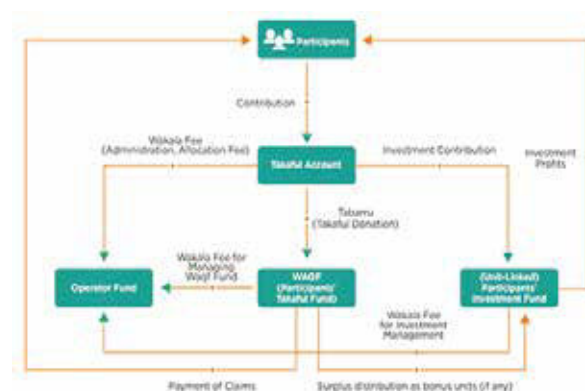 Participants
Contribution
Wakala Fee
(Administration, Allocation Fee)
Takaful Account
Investment Contribution
Investment
Profits
Tabarru
(Takaful Donation)
Wakala Fee for
Managing
Waqf Fund
Operator Fund
WAQF
(Participants'
Takaful Fund)
(Unit-Linked)
Participants'
Investment Fund
Wakala Fee
for Investment
Management
Payment of Claims
Surplus distribution as bonus units (if any)